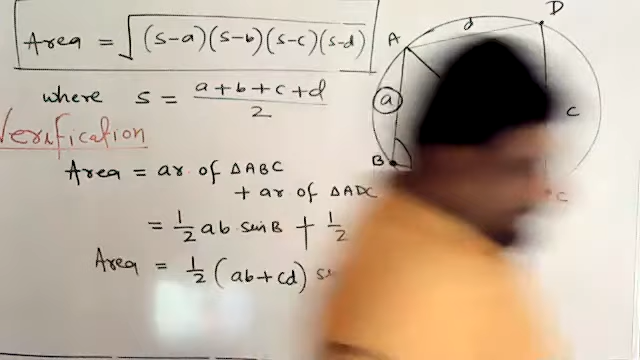 Area = √(s-a)(s-b)(s-c)(s-d)
where s = a+b+c+d / 2
Verification
Area = ar. of ΔABC
+ ar of ΔADC
= 1/2 ab sinB + 1/2
Area = 1/2 (ab+cd)
A
d
D
a
c
B
C